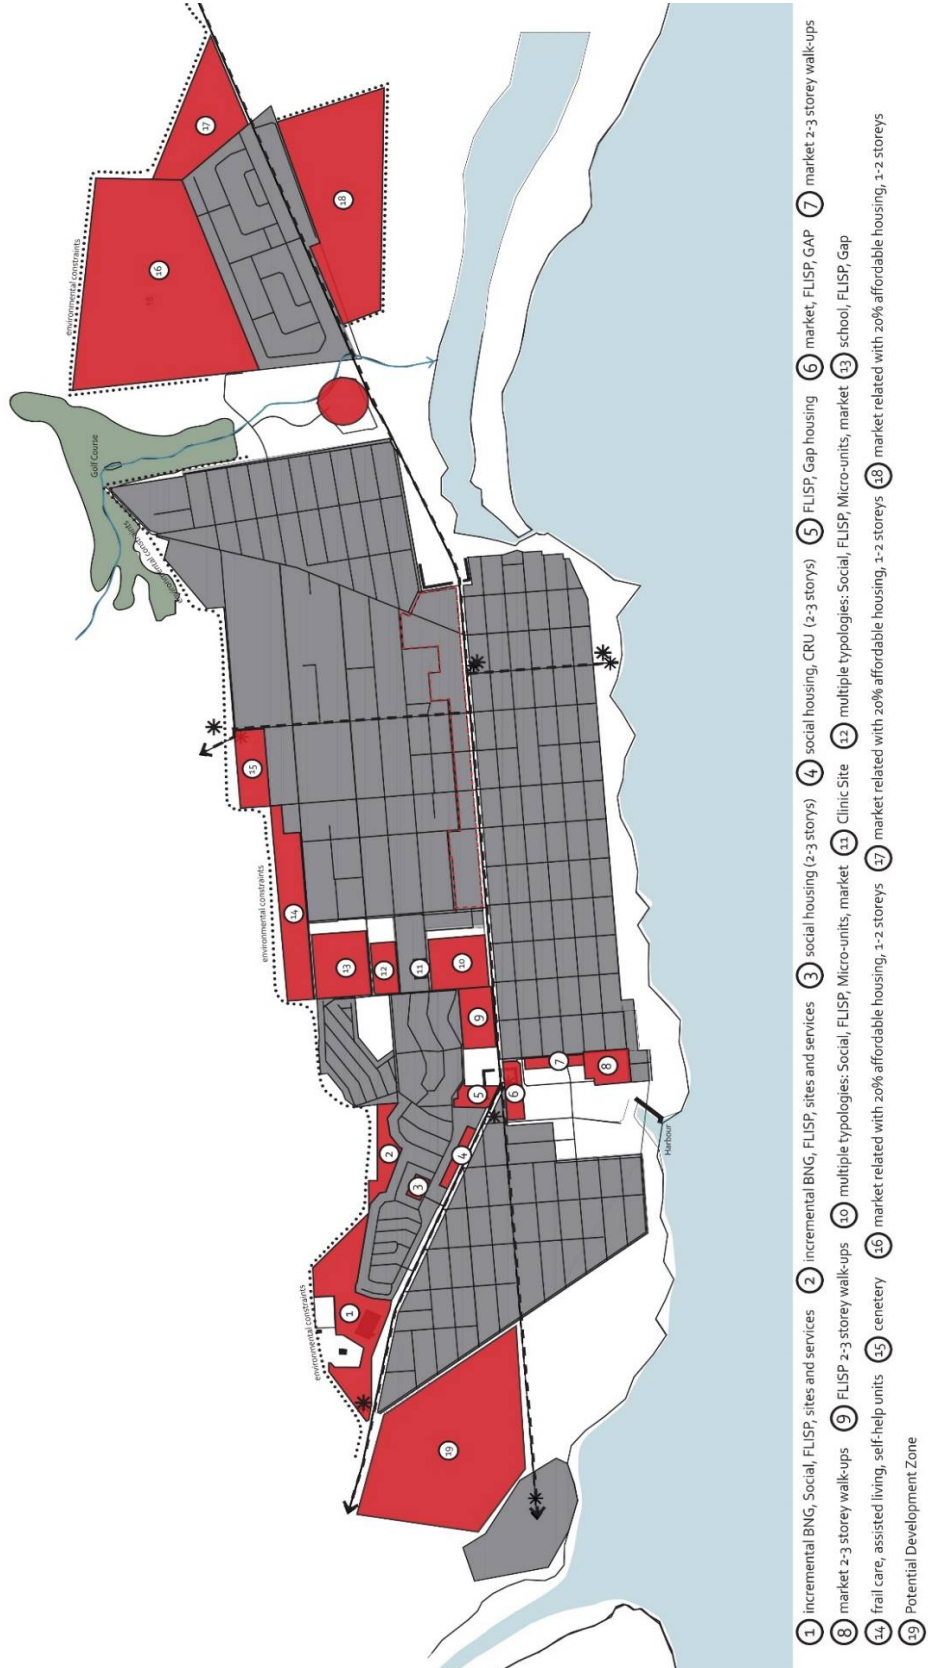 environmental constraints
Golf Course
environmental constraints
environmental constraints
environmental constraints
Harbour
16
17
18
15
14
13
12
11
10
9
8
7
6
5
4
3
2
1
19
1 incremental BNG, Social, FLISP, sites and services 2 incremental BNG, FLISP, sites and services 3 social housing (2-3 storys) 4 social housing, CRU (2-3 storys) 5 FLISP, Gap housing 6 market, FLISP, GAP 7 market 2-3 storey walk-ups
8 market 2-3 storey walk-ups 9 FLISP 2-3 storey walk-ups 10 multiple typologies: Social, FLISP, Micro-units, market 11 Clinic Site 12 multiple typologies: Social, FLISP, Micro-units, market 13 school, FLISP, Gap
14 frail care, assisted living, self-help units 15 cenetery 16 market related with 20% affordable housing, 1-2 storeys 17 market related with 20% affordable housing, 1-2 storeys 18 market related with 20% affordable housing, 1-2 storeys
19 Potential Development Zone